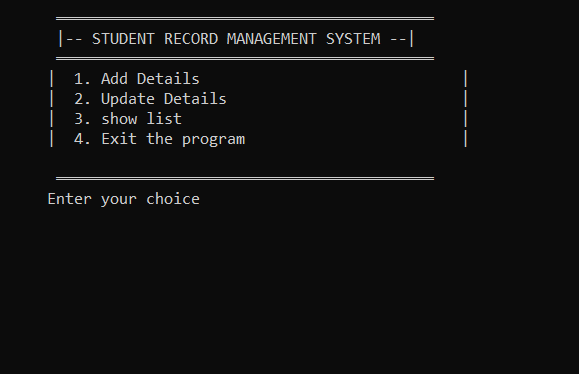 |-- STUDENT RECORD MANAGEMENT SYSTEM --|
| 1. Add Details |
| 2. Update Details |
| 3. show list |
| 4. Exit the program |
Enter your choice